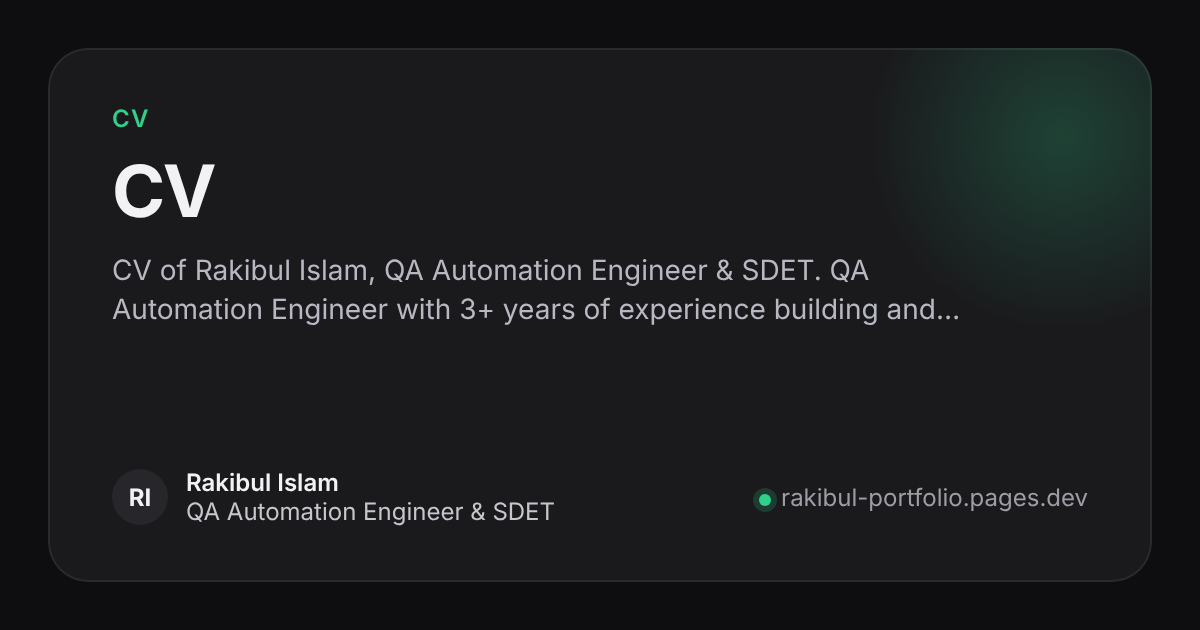 CV
CV
CV of Rakibul Islam, QA Automation Engineer & SDET. QA
Automation Engineer with 3+ years of experience building and...
RI
Rakibul Islam
QA Automation Engineer & SDET
rakibul-portfolio.pages.dev